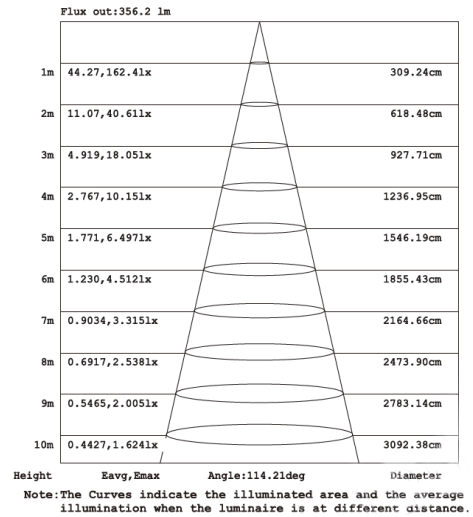 Flux out:356.2 lm
1m 44.27,162.4lx 309.24cm
2m 11.07,40.61lx 618.48cm
3m 4.919,18.05lx 927.71cm
4m 2.767,10.15lx 1236.95cm
5m 1.771,6.497lx 1546.19cm
6m 1.230,4.512lx 1855.43cm
7m 0.9034,3.315lx 2164.66cm
8m 0.6917,2.538lx 2473.90cm
9m 0.5465,2.005lx 2783.14cm
10m 0.4427,1.624lx 3092.38cm
Height Eavg,Emax Angle:114.21deg Diameter
Note:The Curves indicate the illuminated area and the average
illumination when the luminaire is at different distance.